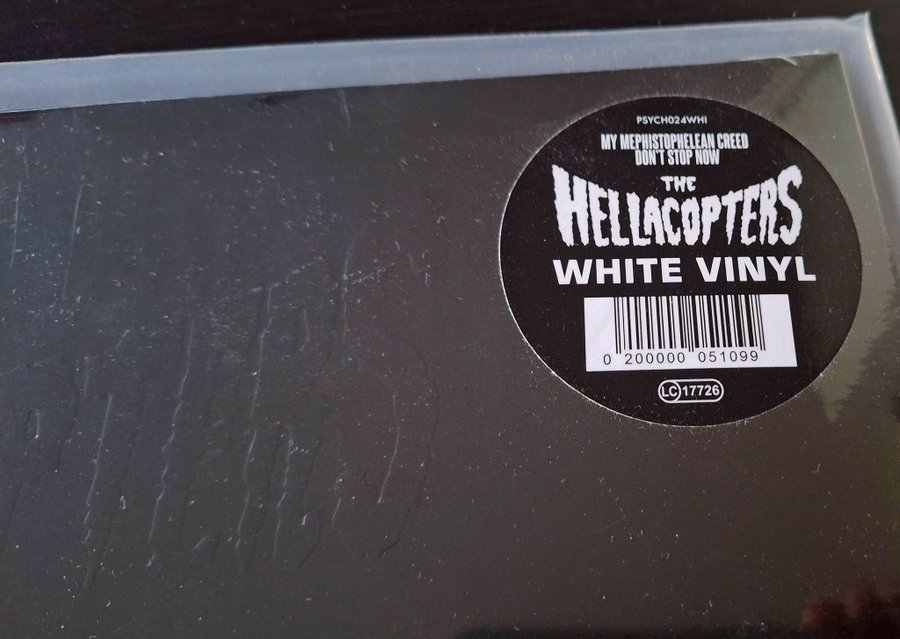 PSYCH024WHI
MY MEPHISTOPHELEAN CREED
DON'T STOP NOW
THE
HELLACOPTERS
WHITE VINYL
0 200000 051099
LC 17726